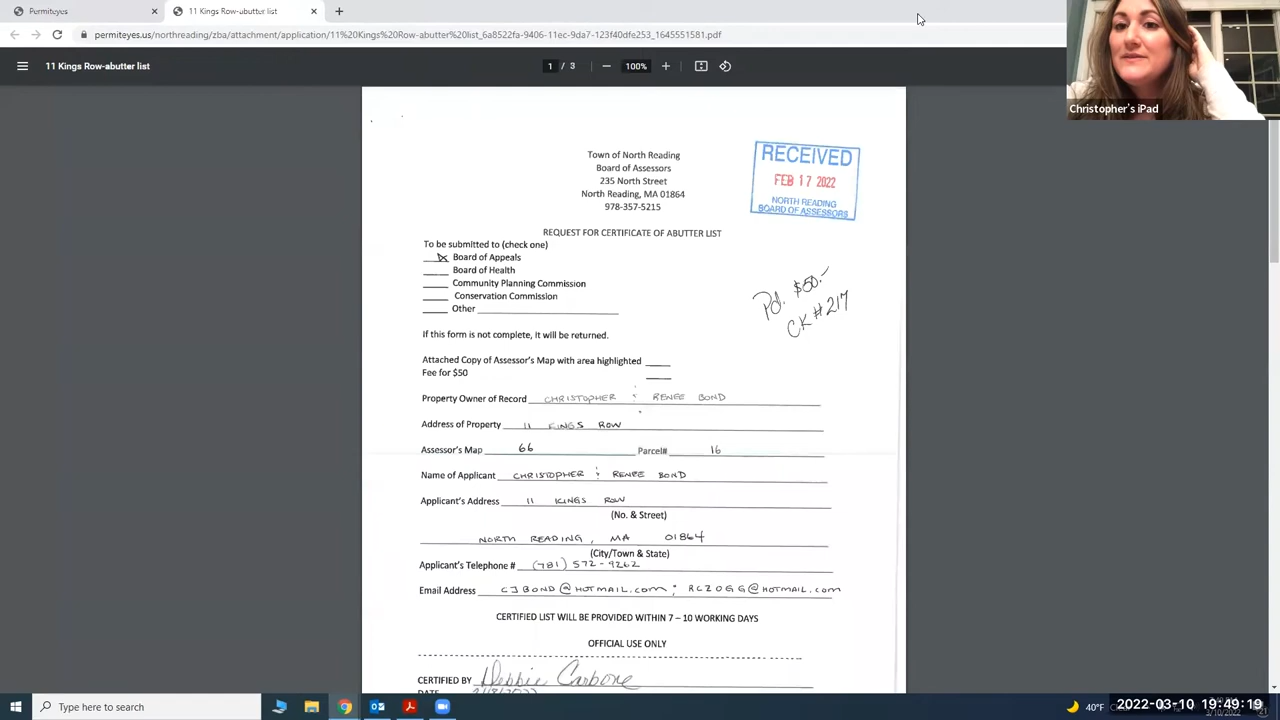 Permiteyes
11 Kings Row-abutter list
permiteyes.us/northreading/zba/attachment/application/11%20Kings%20Row-abutter%20list_6a8522fa-9406-11ec-9da7-123f40dfe253_1645551581.pdf
11 Kings Row-abutter list
1 / 3
100%
Christopher's iPad
Town of North Reading
Board of Assessors
235 North Street
North Reading, MA 01864
978-357-5215
RECEIVED
FEB 17 2022
NORTH READING
BOARD OF ASSESSORS
REQUEST FOR CERTIFICATE OF ABUTTER LIST
To be submitted to (check one)
Board of Appeals
Board of Health
Community Planning Commission
Conservation Commission
Other
Pd. $50.-
CK # 217
If this form is not complete, it will be returned.
Attached Copy of Assessor's Map with area highlighted
Fee for $50
Property Owner of Record CHRISTOPHER & RENEE BOND
Address of Property 11 KINGS ROW
Assessor's Map 66 Parcel# 16
Name of Applicant CHRISTOPHER & RENEE BOND
Applicant's Address 11 KINGS ROW
(No. & Street)
NORTH READING, MA 01864
(City/Town & State)
Applicant's Telephone # (781) 572-9262
Email Address CJBOND@HOTMAIL.com ; RCZOGG@HOTMAIL.com
CERTIFIED LIST WILL BE PROVIDED WITHIN 7 – 10 WORKING DAYS
OFFICIAL USE ONLY
CERTIFIED BY Debbie Carbone
DATE
Type here to search
40°F
2022-03-10 19:49:19